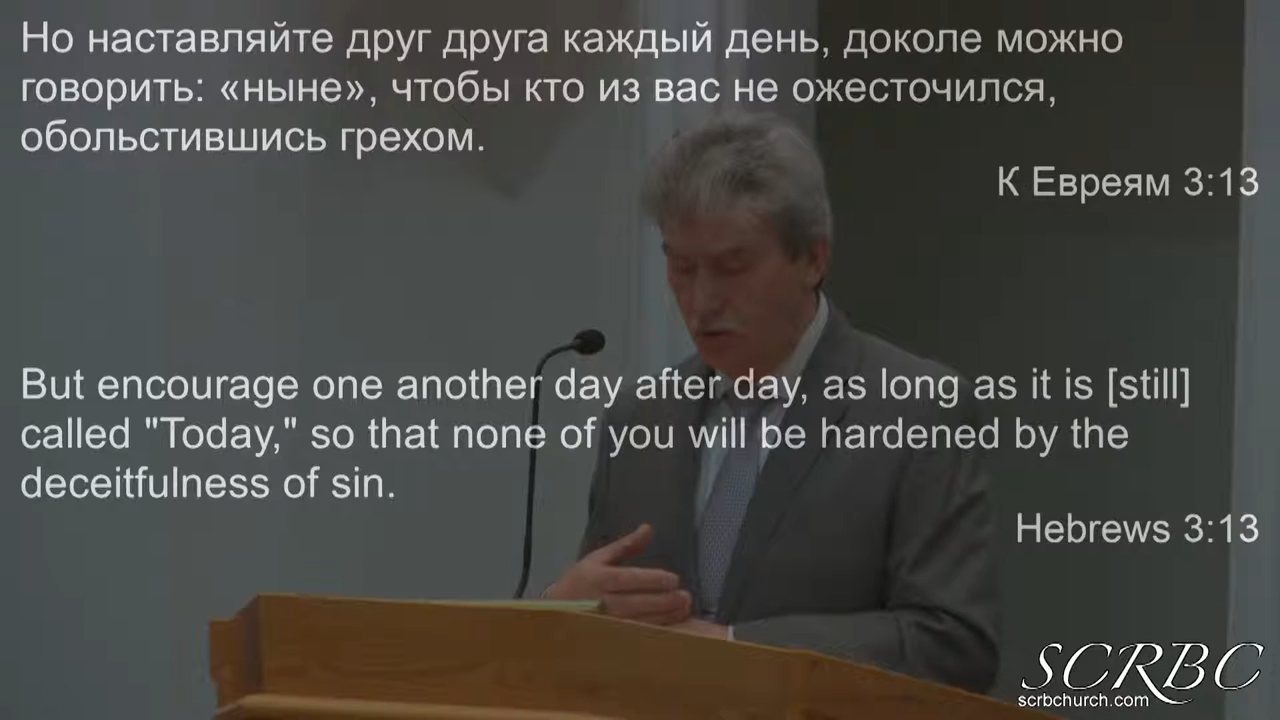 Но наставляйте друг друга каждый день, доколе можно
говорить: «ныне», чтобы кто из вас не ожесточился,
обольстившись грехом.
К Евреям 3:13
But encourage one another day after day, as long as it is [still]
called "Today," so that none of you will be hardened by the
deceitfulness of sin.
Hebrews 3:13
SCRBC
scrbchurch.com